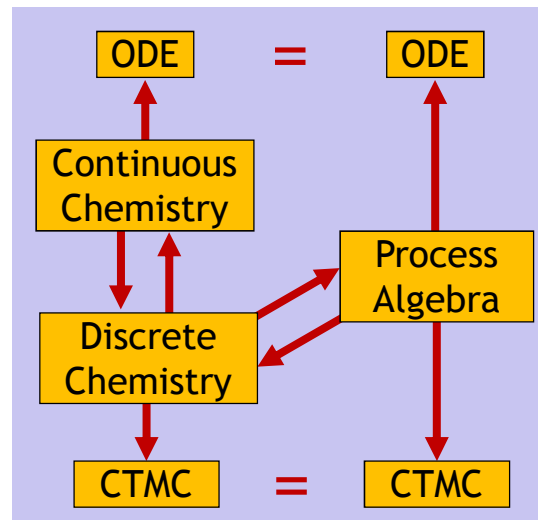 ODE = ODE
Continuous
Chemistry
Process
Algebra
Discrete
Chemistry
CTMC = CTMC